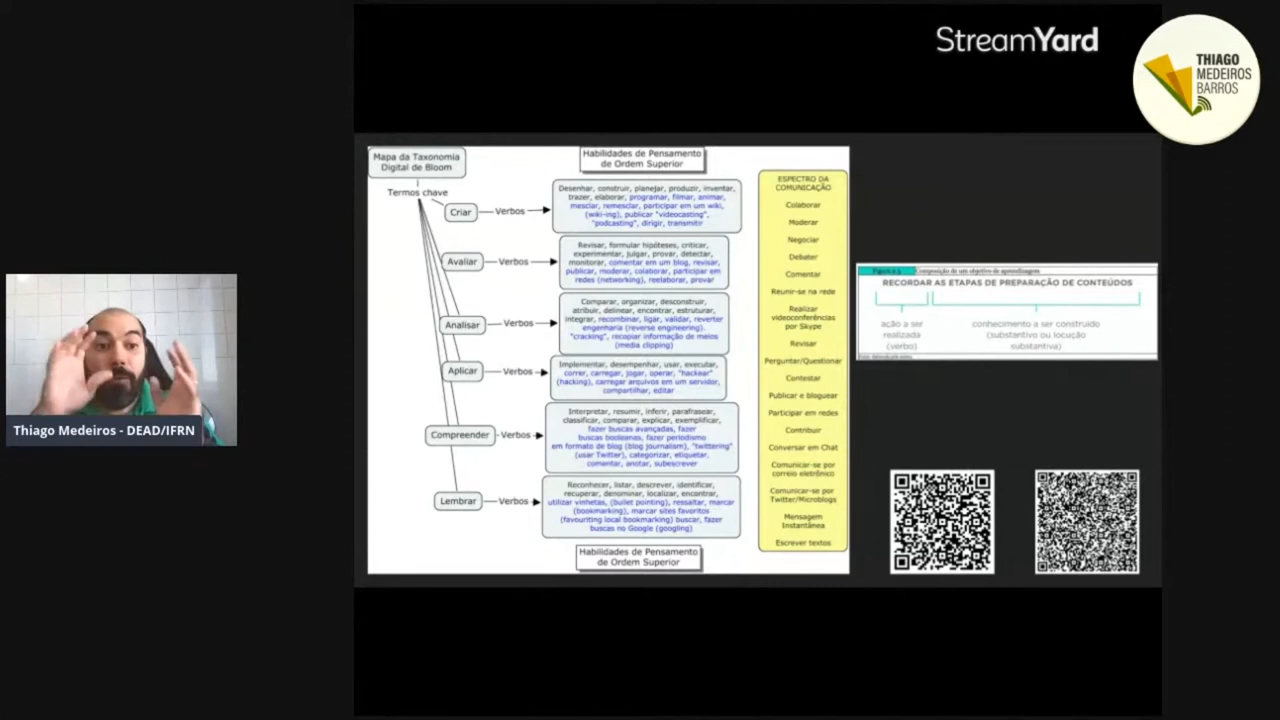 StreamYard
THIAGO
MEDEIROS
BARROS
Mapa da Taxonomia
Digital de Bloom
Termos chave
Habilidades de Pensamento
de Ordem Superior
Criar
Verbos
Desenhar, construir, planejar, produzir, inventar,
trazer, elaborar, programar, filmar, animar,
mesclar, remesclar, participar em um wiki,
(wiki-ing), publicar "videocasting",
"podcasting", dirigir, transmitir
Avaliar
Verbos
Revisar, formular hipóteses, criticar,
experimentar, julgar, provar, detectar,
monitorar, comentar em um blog, revisar,
publicar, moderar, colaborar, participar em
redes (networking), reelaborar, provar
Analisar
Verbos
Comparar, organizar, desconstruir,
atribuir, delinear, encontrar, estruturar,
integrar, recombinar, ligar, validar, reverter
engenharia (reverse engineering).
"cracking", recopiar informação de meios
(media clipping)
Aplicar
Verbos
Implementar, desempenhar, usar, executar,
correr, carregar, jogar, operar, "hackear"
(hacking), carregar arquivos em um servidor,
compartilhar, editar
Compreender
Verbos
Interpretar, resumir, inferir, parafrasear,
classificar, comparar, explicar, exemplificar,
fazer buscas avançadas, fazer
buscas booleanas, fazer periodismo
em formato de blog (blog journalism), "twittering"
(usar Twitter), categorizar, etiquetar,
comentar, anotar, subescrever
Lembrar
Verbos
Reconhecer, listar, descrever, identificar,
recuperar, denominar, localizar, encontrar,
utilizar vinhetas, (bullet pointing), ressaltar, marcar
(bookmarking), marcar sites favoritos
(favouriting local bookmarking) buscar, fazer
buscas no Google (googling)
Habilidades de Pensamento
de Ordem Superior
ESPECTRO DA
COMUNICAÇÃO
Colaborar
Moderar
Negociar
Debater
Comentar
Reunir-se na rede
Realizar
videoconferências
por Skype
Revisar
Perguntar/Questionar
Contestar
Publicar e bloguear
Participar em redes
Contribuir
Conversar em Chat
Comunicar-se por
correio eletrônico
Comunicar-se por
Twitter/Microblogs
Mensagem
Instantânea
Escrever textos
Composição de um objetivo de aprendizagem
RECORDAR AS ETAPAS DE PREPARAÇÃO DE CONTEÚDOS
ação a ser
realizada
(verbo)
conhecimento a ser construído
(substantivo ou locução
substantiva)
Thiago Medeiros - DEAD/IFRN